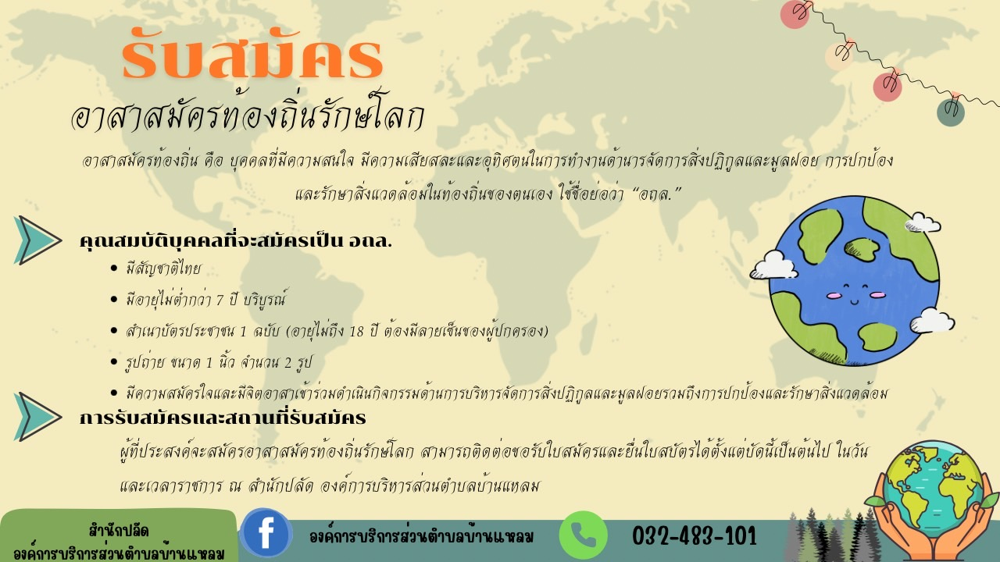 รับสมัคร
อาสาสมัครท้องถิ่นรักษ์โลก
อาสาสมัครท้องถิ่น คือ บุคคลที่มีความสนใจ มีความเสียสละและอุทิศตนในการทำงานด้านารจัดการสิ่งปฏิกูลและมูลฝอย การปกป้อง
และรักษาสิ่งแวดล้อมในท้องถิ่นของตนเอง ใช้ชื่อย่อว่า “อถล.”
คุณสมบัติบุคคลที่จะสมัครเป็น อถล.
• มีสัญชาติไทย
• มีอายุไม่ต่ำกว่า 7 ปี บริบูรณ์
• สำเนาบัตรประชาชน 1 ฉบับ (อายุไม่ถึง 18 ปี ต้องมีลายเซ็นของผู้ปกครอง)
• รูปถ่าย ขนาด 1 นิ้ว จำนวน 2 รูป
• มีความสมัครใจและมีจิตอาสาเข้าร่วมดำเนินกิจกรรมด้านการบริหารจัดการสิ่งปฏิกูลและมูลฝอยรวมถึงการปกป้องและรักษาสิ่งแวดล้อม
การรับสมัครและสถานที่รับสมัคร
ผู้ที่ประสงค์จะสมัครอาสาสมัครท้องถิ่นรักษ์โลก สามารถติดต่อขอรับใบสมัครและยื่นใบสบัตรได้ตั้งแต่บัดนี้เป็นต้นไป ในวัน
และเวลาราชการ ณ สำนักปลัด องค์การบริหารส่วนตำบลบ้านแหลม
สำนักปลัด
องค์การบริการส่วนตำบลบ้านแหลม
องค์การบริการส่วนตำบลบ้านแหลม
032-483-101